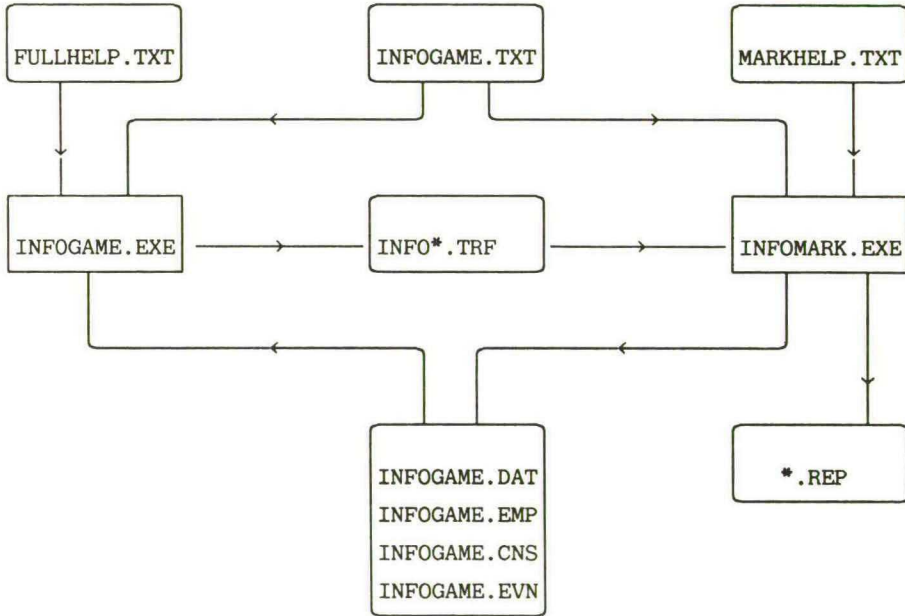 FULLHELP.TXT
INFOGAME.TXT
MARKHELP.TXT
INFOGAME.EXE
INFO*.TRF
INFOMARK.EXE
INFOGAME.DAT
INFOGAME.EMP
INFOGAME.CNS
INFOGAME.EVN
*.REP